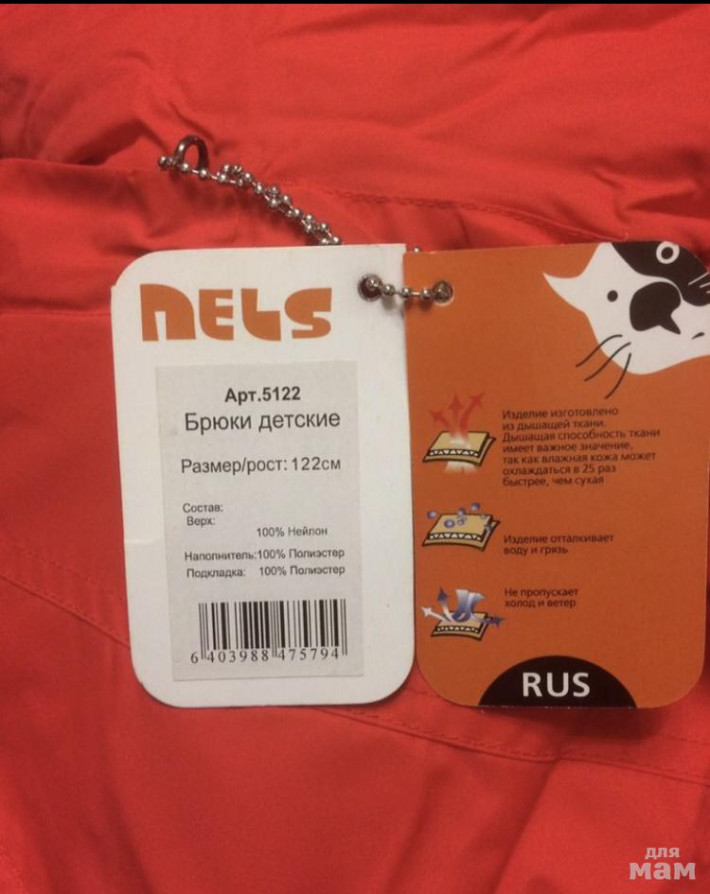 NELS
Арт.5122
Брюки детские
Размер/рост: 122см
Состав:
Верх:
100% Нейлон
Наполнитель:100% Полиэстер
Подкладка: 100% Полиэстер
6 403988 475794
Изделие изготовлено
из дышащей ткани.
Дышащая способность ткани
имеет важное значение,
так как влажная кожа может
охлаждаться в 25 раз
быстрее, чем сухая
Изделие отталкивает
воду и грязь
Не пропускает
холод и ветер
RUS
для
мам